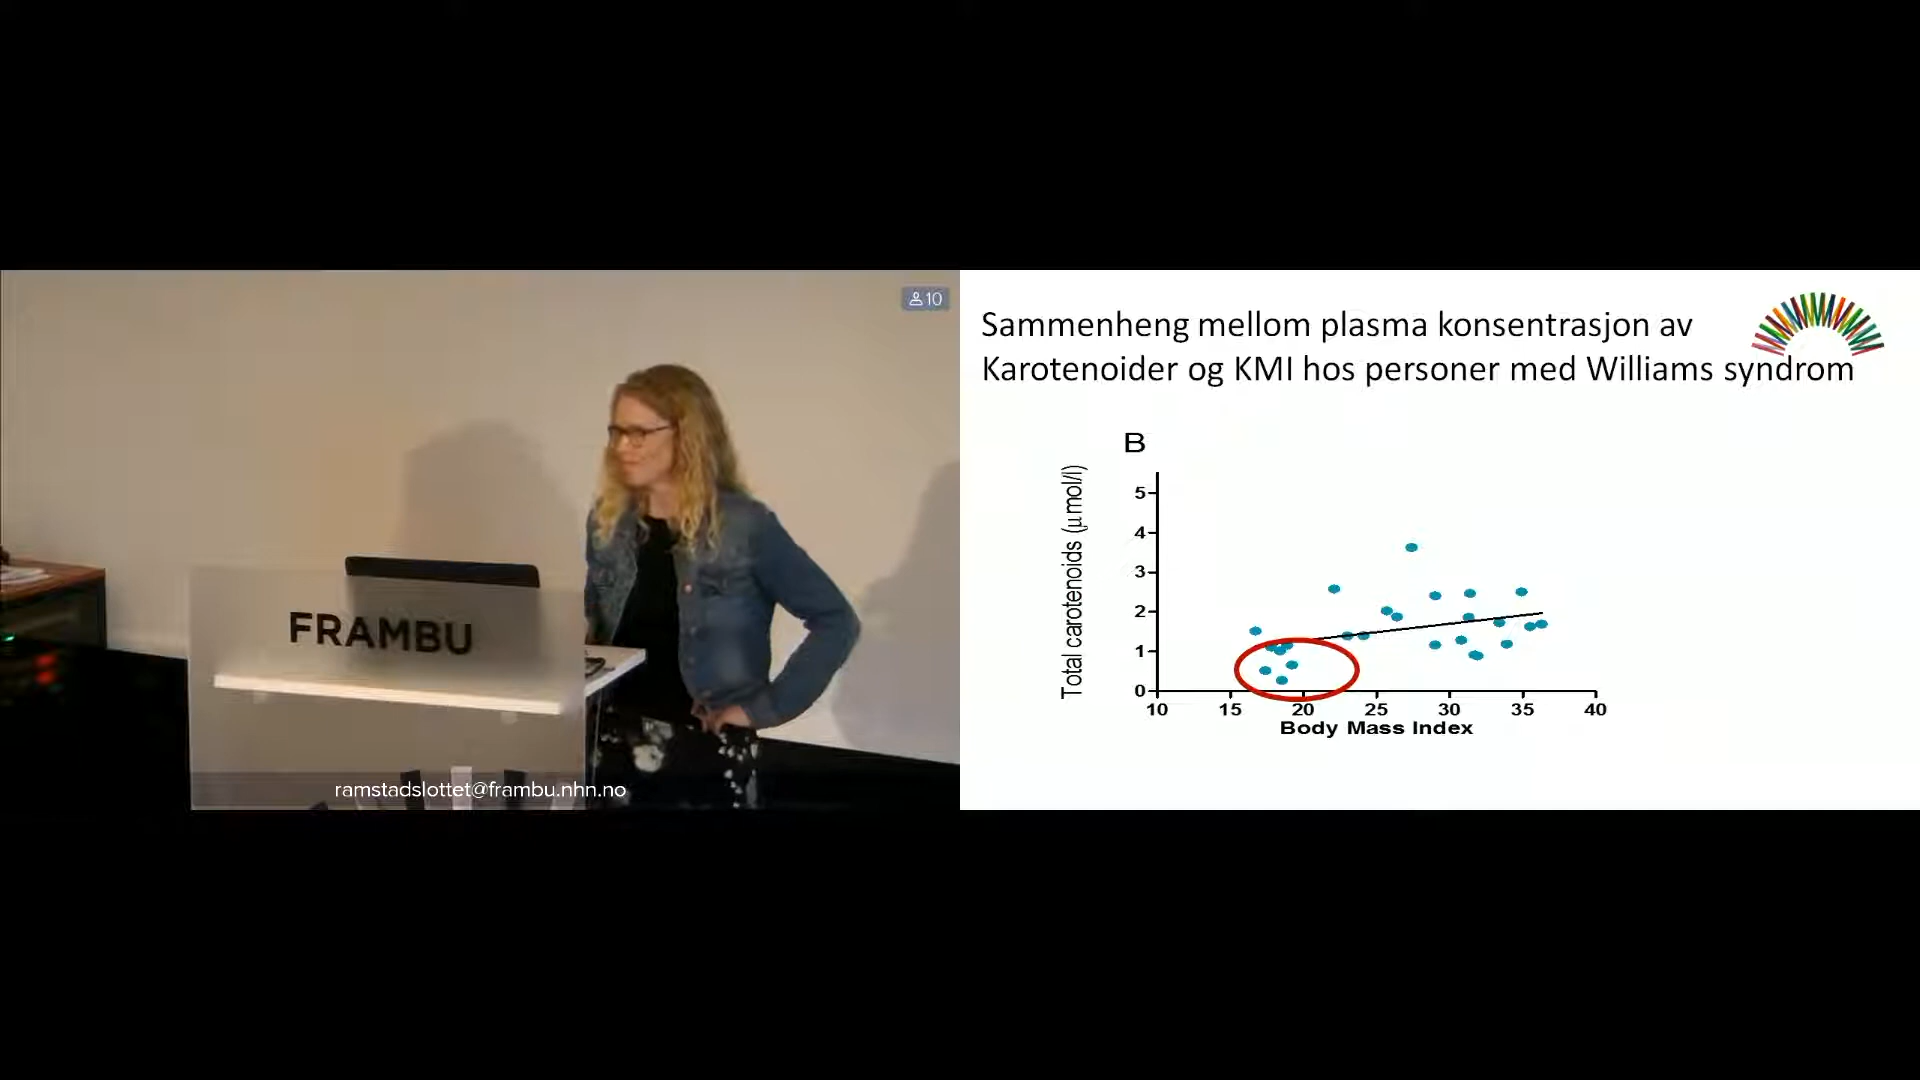 10
FRAMBU
ramstadslottet@frambu.nhn.no
Sammenheng mellom plasma konsentrasjon av
Karotenoider og KMI hos personer med Williams syndrom
B
Total carotenoids (µmol/l)
5
4
3
2
1
0
10 15 20 25 30 35 40
Body Mass Index